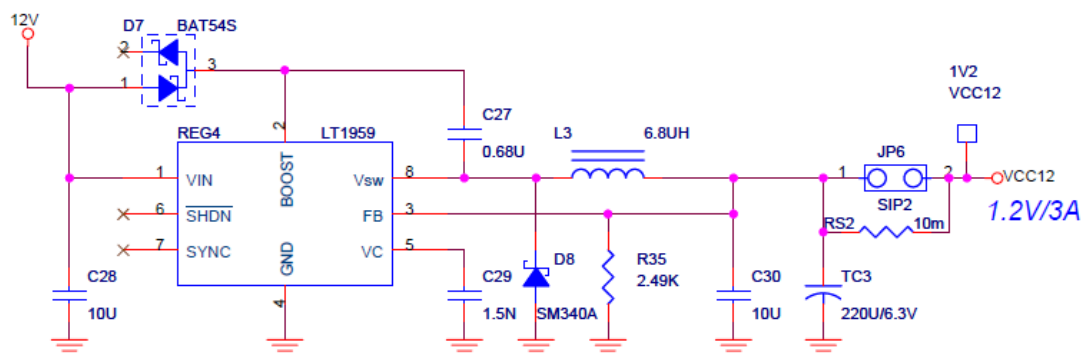 12V
D7 BAT54S
2
1
3
1V2
VCC12
2
C27
0.68U
L3 6.8UH
REG4 LT1959
JP6
1 2
1 VIN
BOOST
Vsw 8
VCC12
6 SHDN
FB 3
SIP2
1.2V/3A
RS2 10m
7 SYNC
GND
VC 5
C28
10U
4
C29
1.5N
D8
SM340A
R35
2.49K
C30
10U
TC3
220U/6.3V